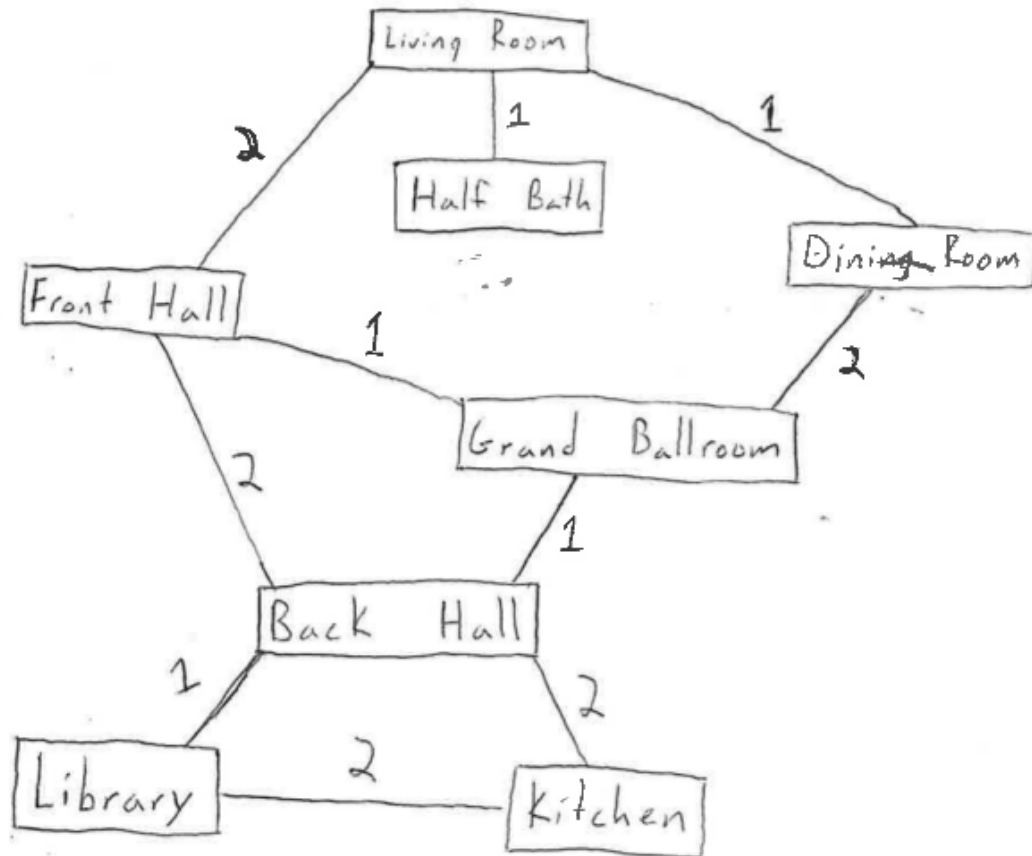 Living Room
1
1
2
Half Bath
Dining Room
Front Hall
1
2
Grand Ballroom
2
1
Back Hall
1
2
2
Library
Kitchen